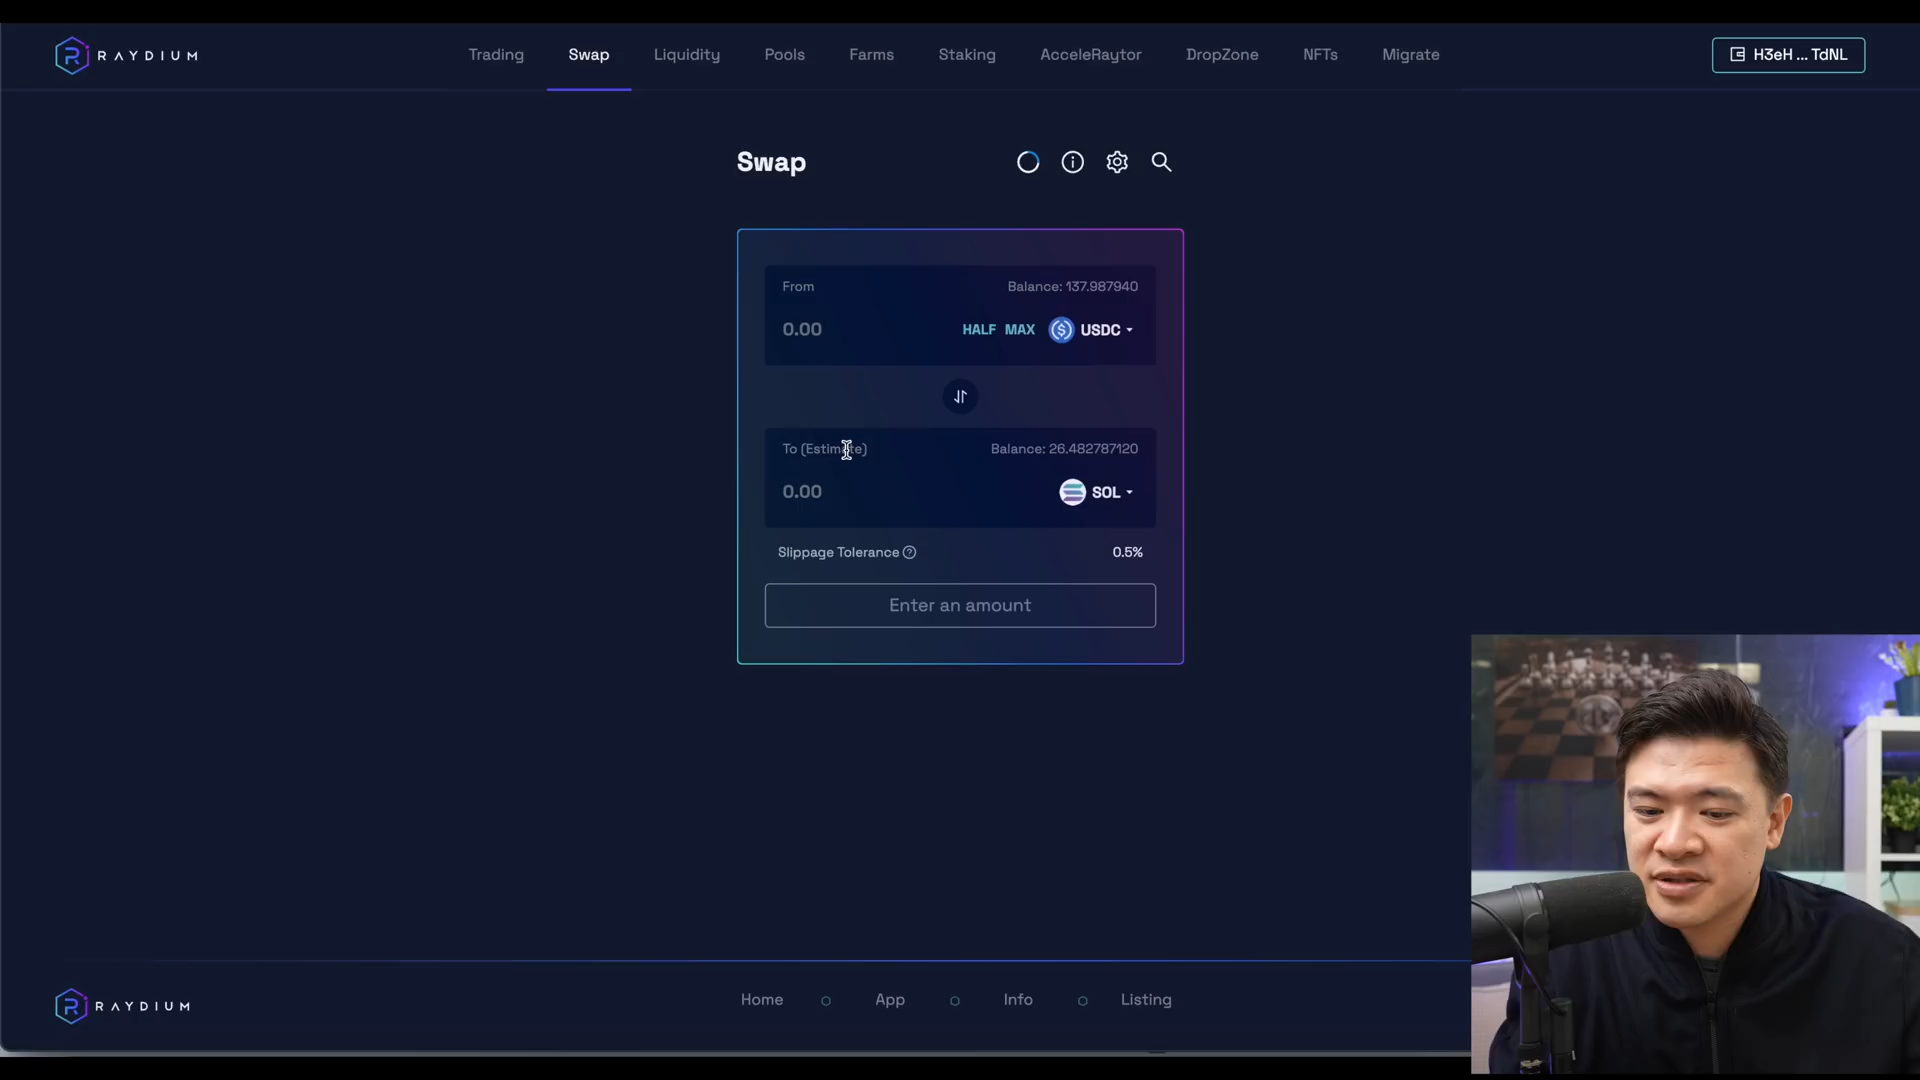 RAYDIUM Trading Swap Liquidity Pools Farms Staking AcceleRaytor DropZone NFTs Migrate H3eH ... TdNL
Swap
From Balance: 137.987940
0.00 HALF MAX USDC
To (Estimate) Balance: 26.482787120
0.00 SOL
Slippage Tolerance 0.5%
Enter an amount
RAYDIUM Home App Info Listing